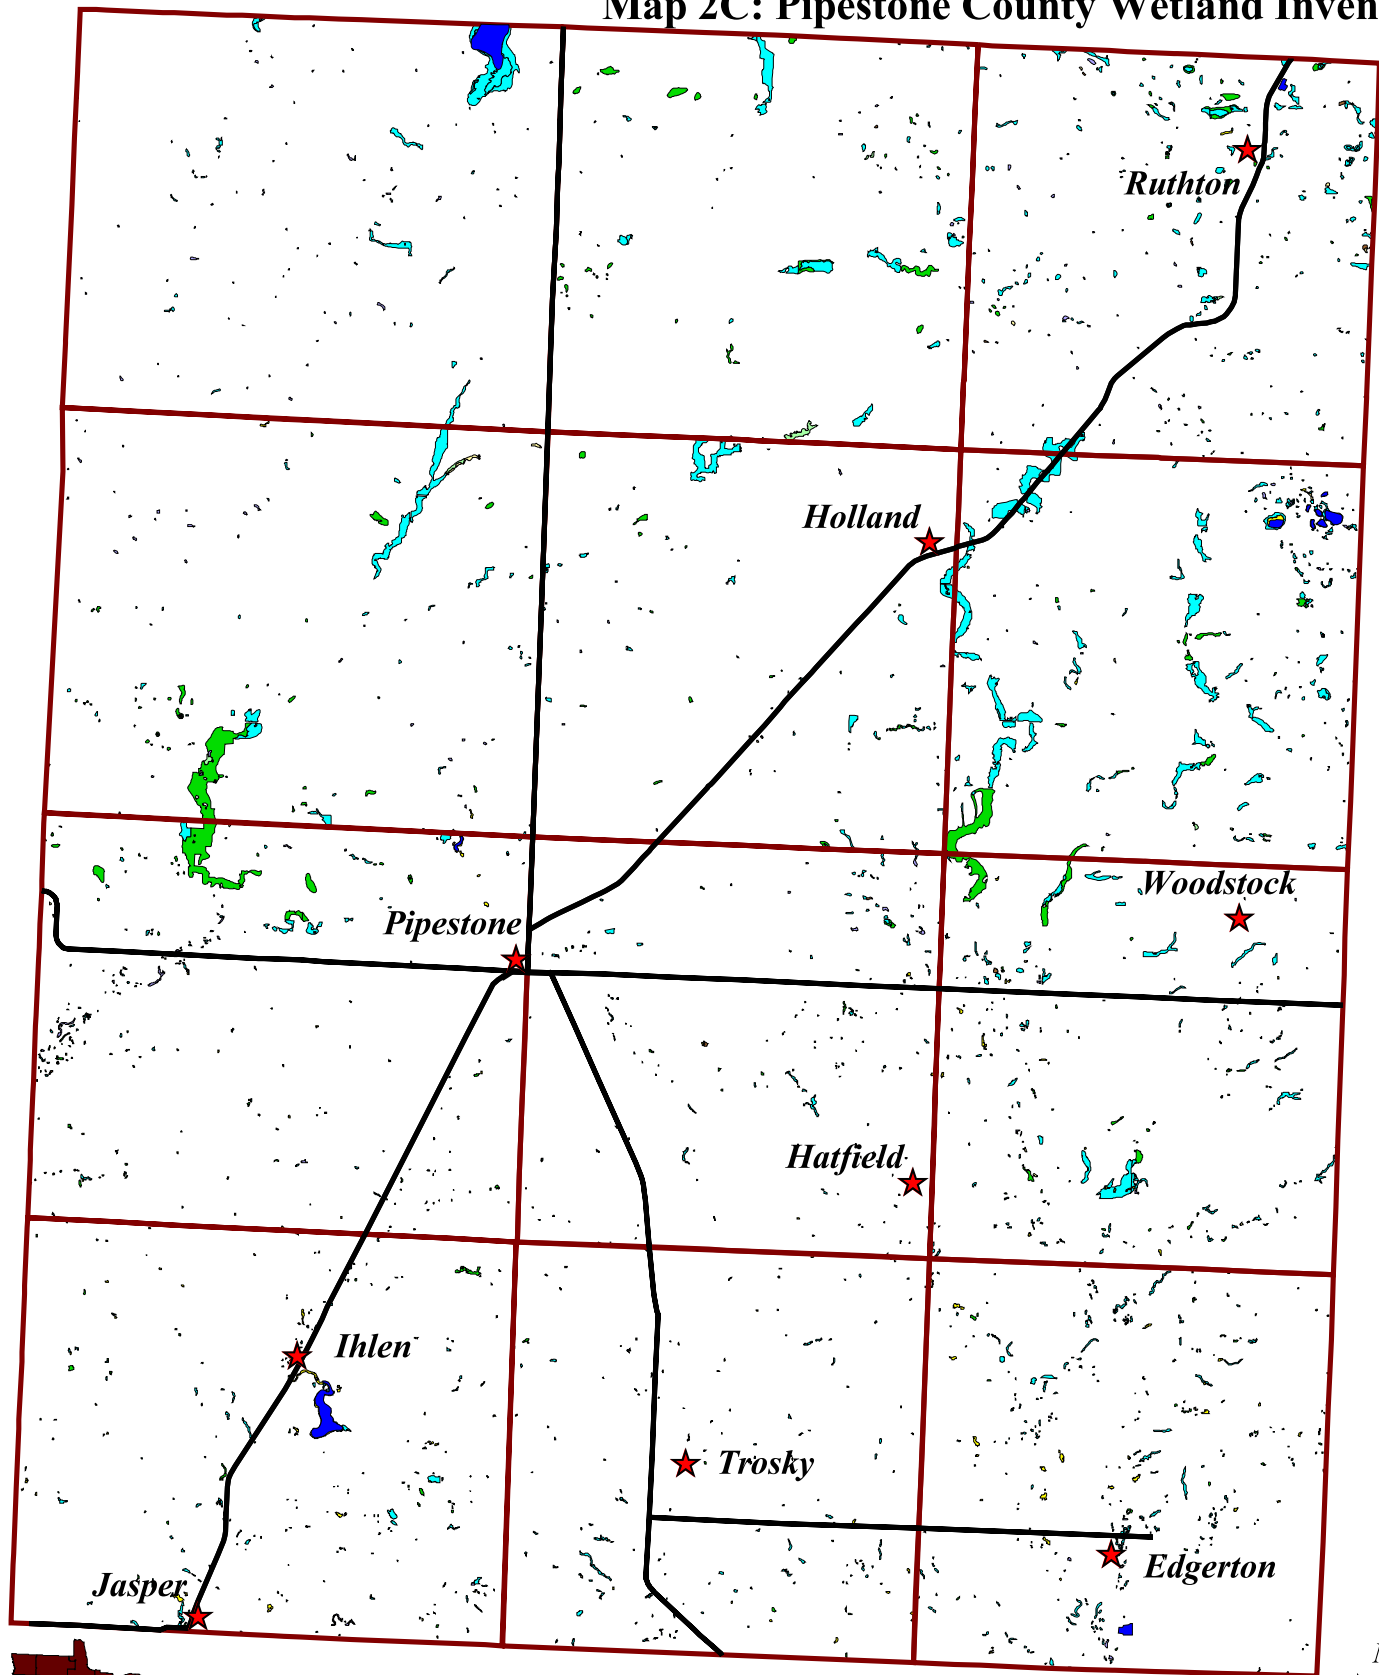 Map 2C: Pipestone County Wetland Inven
Ruthton
Holland
Woodstock
Pipestone
Hatfield
Ihlen
Trosky
Edgerton
Jasper